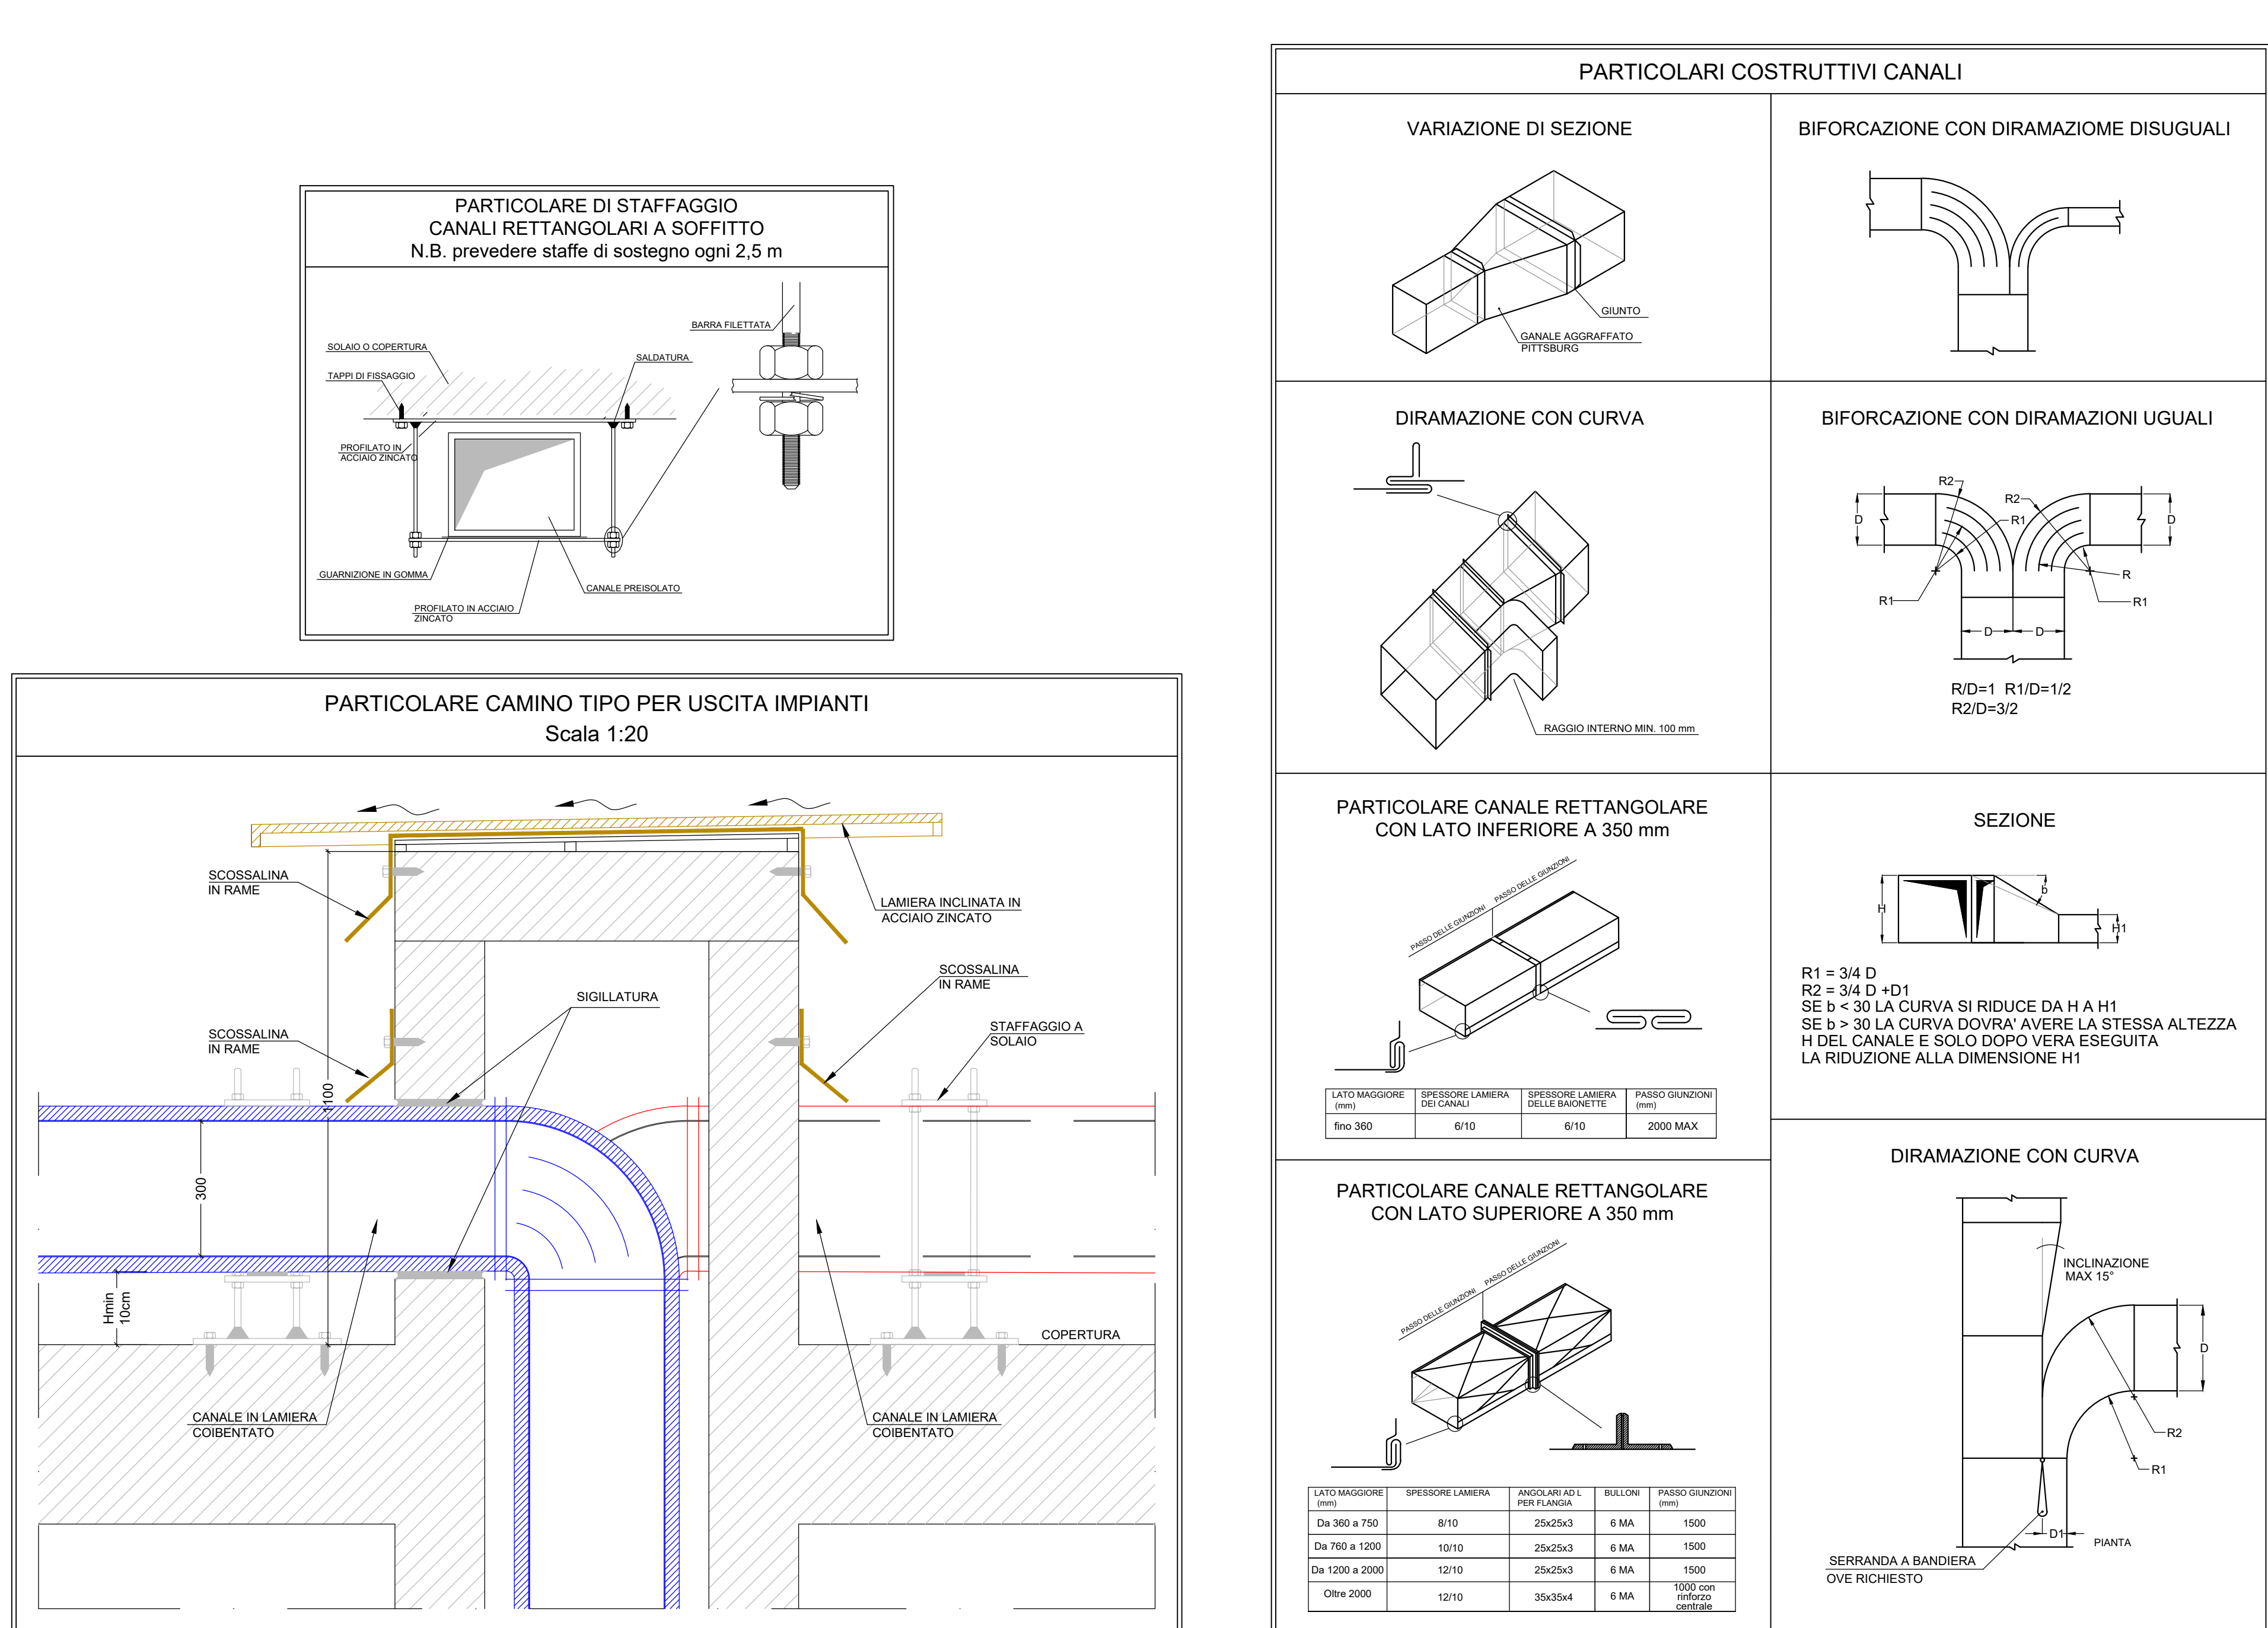 PARTICOLARE DI STAFFAGGIO
CANALI RETTANGOLARI A SOFFITTO
N.B. prevedere staffe di sostegno ogni 2,5 m
BARRA FILETTATA
SOLAIO O COPERTURA
SALDATURA
TAPPI DI FISSAGGIO
PROFILATO IN
ACCIAIO ZINCATO
GUARNIZIONE IN GOMMA
CANALE PREISOLATO
PROFILATO IN ACCIAIO
ZINCATO
PARTICOLARE CAMINO TIPO PER USCITA IMPIANTI
Scala 1:20
SCOSSALINA
IN RAME
LAMIERA INCLINATA IN
ACCIAIO ZINCATO
SCOSSALINA
IN RAME
SIGILLATURA
SCOSSALINA
IN RAME
STAFFAGGIO A
SOLAIO
1100
300
Hmin
10cm
COPERTURA
CANALE IN LAMIERA
COIBENTATO
CANALE IN LAMIERA
COIBENTATO
PARTICOLARI COSTRUTTIVI CANALI
VARIAZIONE DI SEZIONE
GIUNTO
GANALE AGGRAFFATO
PITTSBURG
BIFORCAZIONE CON DIRAMAZIOME DISUGUALI
DIRAMAZIONE CON CURVA
RAGGIO INTERNO MIN. 100 mm
BIFORCAZIONE CON DIRAMAZIONI UGUALI
R2
R2
R1
D
D
R
R1
R1
D
D
R/D=1 R1/D=1/2
R2/D=3/2
PARTICOLARE CANALE RETTANGOLARE
CON LATO INFERIORE A 350 mm
PASSO DELLE GIUNZIONI
PASSO DELLE GIUNZIONI
LATO MAGGIORE (mm) SPESSORE LAMIERA DEI CANALI SPESSORE LAMIERA DELLE BAIONETTE PASSO GIUNZIONI (mm)
fino 360 6/10 6/10 2000 MAX
SEZIONE
b
H
H1
R1 = 3/4 D
R2 = 3/4 D +D1
SE b < 30 LA CURVA SI RIDUCE DA H A H1
SE b > 30 LA CURVA DOVRA' AVERE LA STESSA ALTEZZA
H DEL CANALE E SOLO DOPO VERA ESEGUITA
LA RIDUZIONE ALLA DIMENSIONE H1
PARTICOLARE CANALE RETTANGOLARE
CON LATO SUPERIORE A 350 mm
PASSO DELLE GIUNZIONI
PASSO DELLE GIUNZIONI
LATO MAGGIORE (mm) SPESSORE LAMIERA ANGOLARI AD L PER FLANGIA BULLONI PASSO GIUNZIONI (mm)
Da 360 a 750 8/10 25x25x3 6 MA 1500
Da 760 a 1200 10/10 25x25x3 6 MA 1500
Da 1200 a 2000 12/10 25x25x3 6 MA 1500
Oltre 2000 12/10 35x35x4 6 MA 1000 con rinforzo centrale
DIRAMAZIONE CON CURVA
INCLINAZIONE
MAX 15°
D
R2
R1
D1
PIANTA
SERRANDA A BANDIERA
OVE RICHIESTO